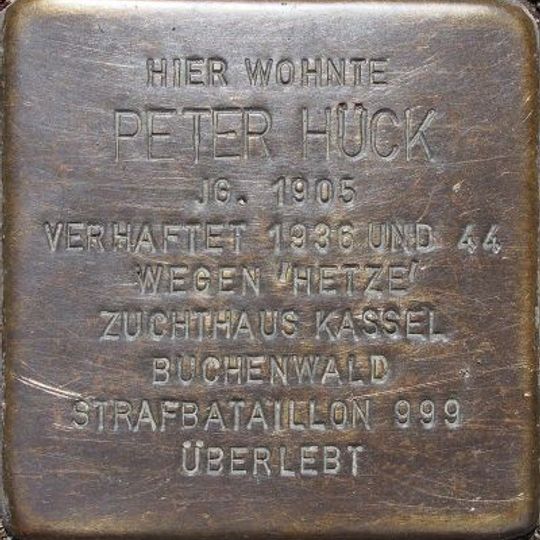 HIER WOHNTE
PETER HÜCK
JG. 1905
VERHAFTET 1936 UND 44
WEGEN "HETZE"
ZUCHTHAUS KASSEL
BUCHENWALD
STRAFBATAILLON 999
ÜBERLEBT